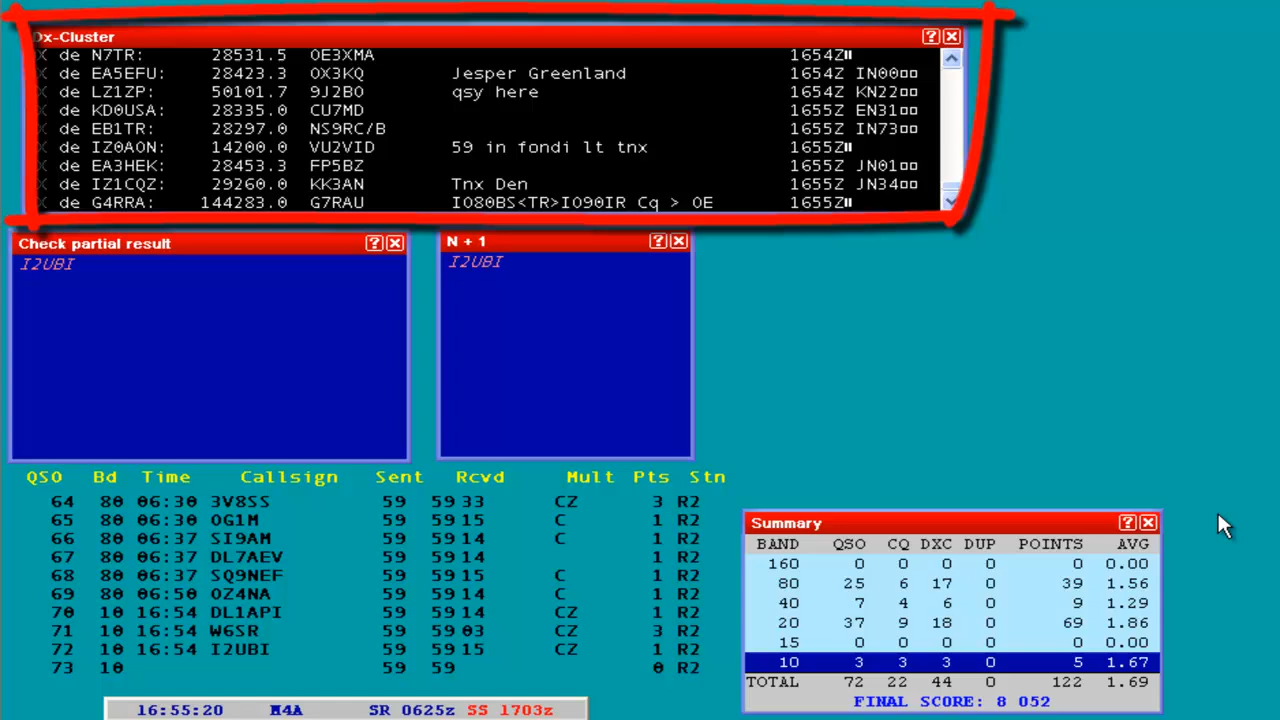 Dx-Cluster
X de N7TR: 28531.5 OE3XMA 1654Z
X de EA5EFU: 28423.3 OX3KQ Jesper Greenland 1654Z IN00
X de LZ1ZP: 50101.7 9J2BO qsy here 1654Z KN22
X de KD0USA: 28335.0 CU7MD 1655Z EN31
X de EB1TR: 28297.0 NS9RC/B 1655Z IN73
X de IZ0AON: 14200.0 VU2VID 59 in fondi lt tnx 1655Z
X de EA3HEK: 28453.3 FP5BZ 1655Z JN01
X de IZ1CQZ: 29260.0 KK3AN Tnx Den 1655Z JN34
X de G4RRA: 144283.0 G7RAU IO80BS<TR>IO90IR Cq > OE 1655Z
Check partial result
I2UBI
N + 1
I2UBI
QSO Bd Time Callsign Sent Rcvd Mult Pts Stn
64 80 06:30 3V8SS 59 59 33 CZ 3 R2
65 80 06:30 OG1M 59 59 15 C 1 R2
66 80 06:37 SI9AM 59 59 14 C 1 R2
67 80 06:37 DL7AEV 59 59 14 1 R2
68 80 06:37 SQ9NEF 59 59 15 C 1 R2
69 80 06:50 OZ4NA 59 59 14 C 1 R2
70 10 16:54 DL1API 59 59 14 CZ 1 R2
71 10 16:54 W6SR 59 59 03 CZ 3 R2
72 10 16:54 I2UBI 59 59 15 CZ 1 R2
73 10 59 59 0 R2
Summary
BAND QSO CQ DXC DUP POINTS AVG
160 0 0 0 0 0 0.00
80 25 6 17 0 39 1.56
40 7 4 6 0 9 1.29
20 37 9 18 0 69 1.86
15 0 0 0 0 0 0.00
10 3 3 3 0 5 1.67
TOTAL 72 22 44 0 122 1.69
FINAL SCORE: 8 052
16:55:20 M4A SR 0625z SS 1703z